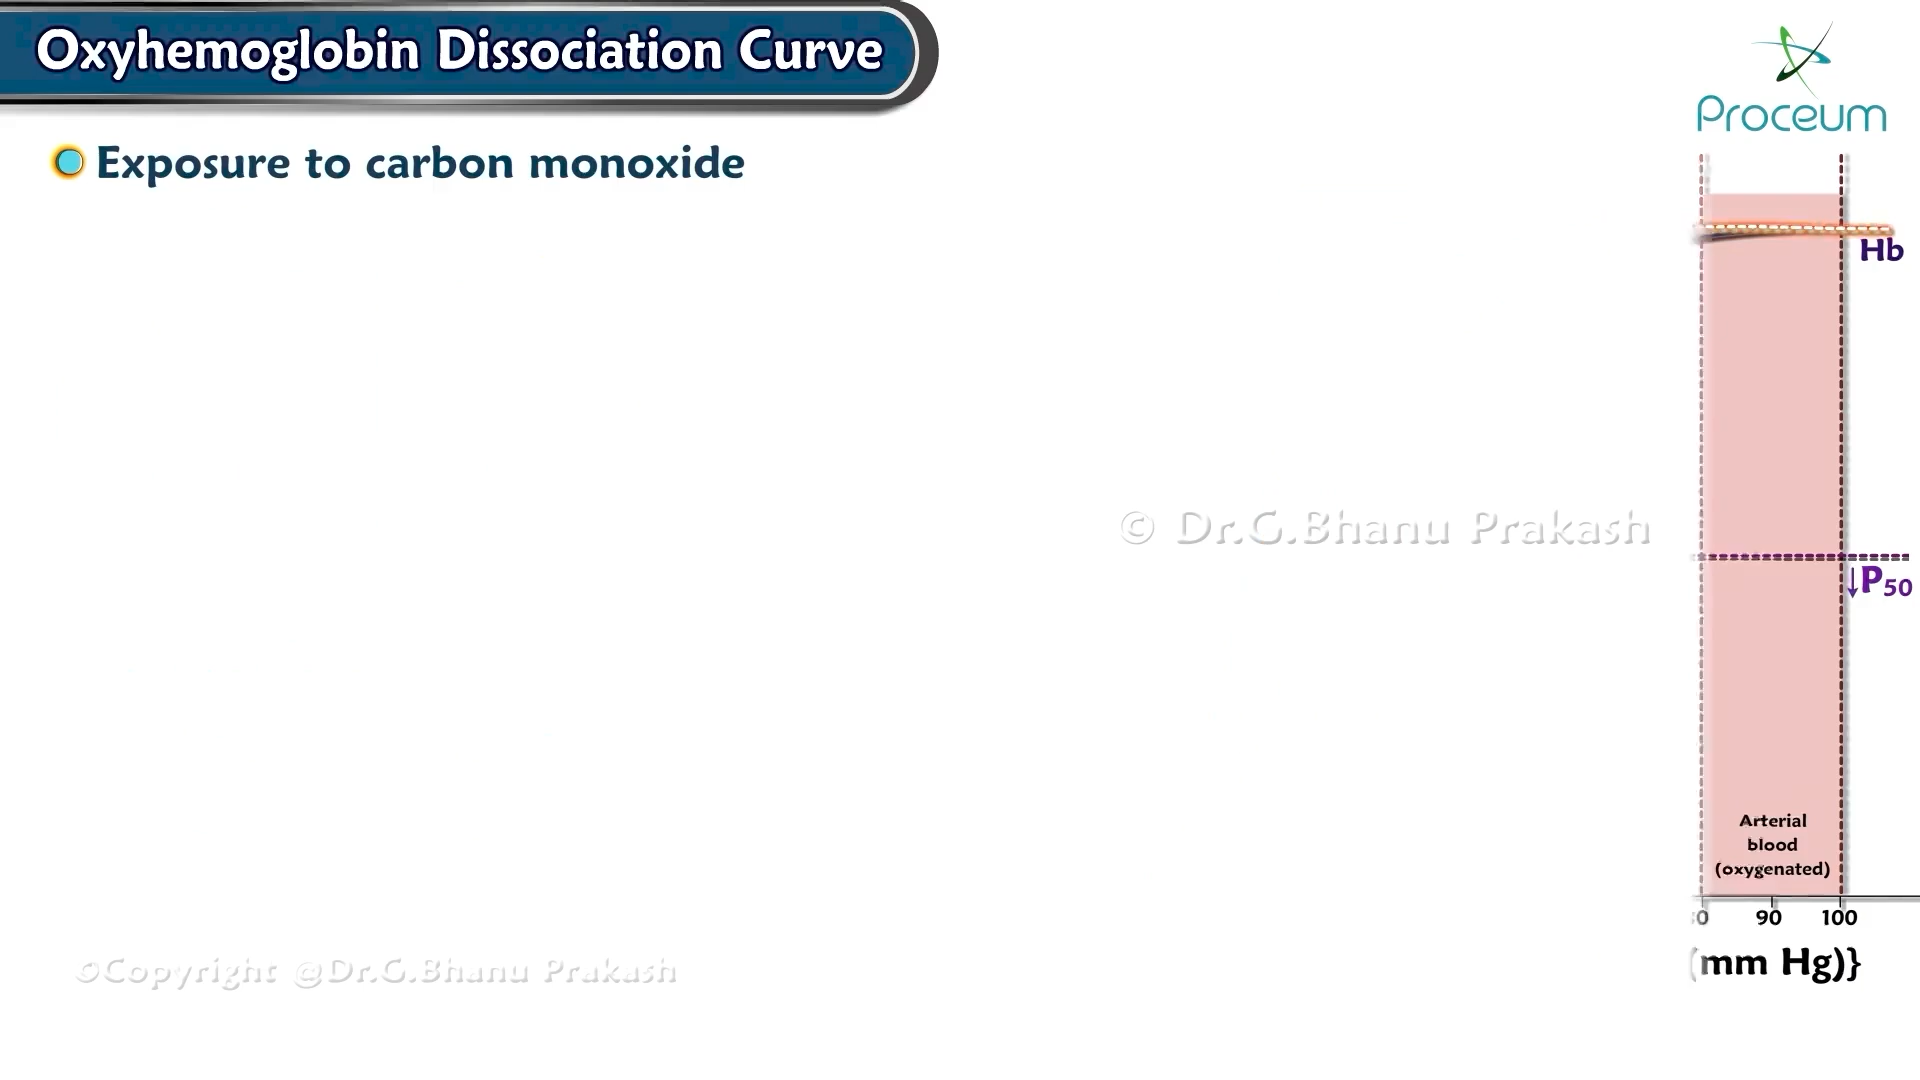 Oxyhemoglobin Dissociation Curve
Proceum
Exposure to carbon monoxide
Hb
© Dr.G.Bhanu Prakash
↓P50
Arterial
blood
(oxygenated)
90 100
(mm Hg)}
©Copyright @Dr.G.Bhanu Prakash